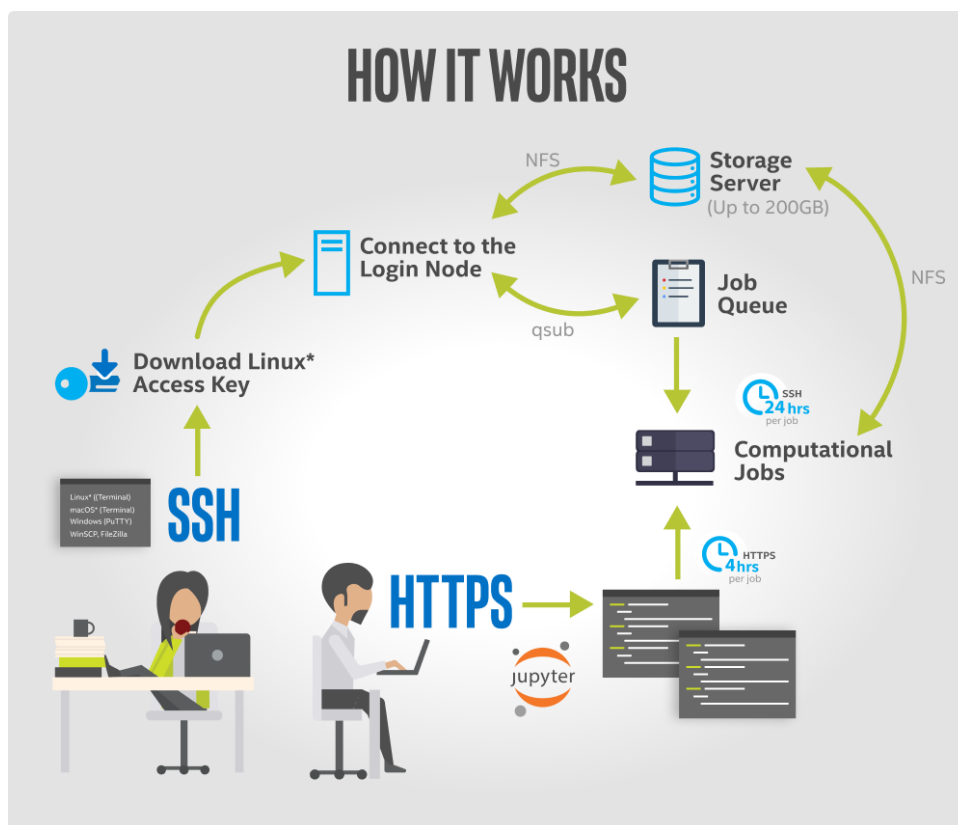 HOW IT WORKS
NFS
Storage
Server
(Up to 200GB)
Connect to the
Login Node
NFS
Job
Queue
qsub
Download Linux*
Access Key
SSH
24 hrs
per job
Computational
Jobs
Linux* ((Terminal)
macOS* (Terminal)
Windows (PuTTY)
WinSCP, FileZilla
SSH
HTTPS
4hrs
per job
HTTPS
jupyter